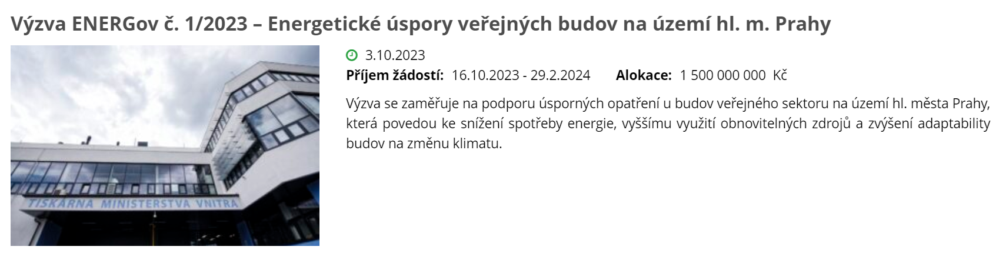 Výzva ENERGov č. 1/2023 – Energetické úspory veřejných budov na území hl. m. Prahy
3.10.2023
Příjem žádostí: 16.10.2023 - 29.2.2024 Alokace: 1 500 000 000 Kč
Výzva se zaměřuje na podporu úsporných opatření u budov veřejného sektoru na území hl. města Prahy,
která povedou ke snížení spotřeby energie, vyššímu využití obnovitelných zdrojů a zvýšení adaptability
budov na změnu klimatu.
TISKÁRNA MINISTERSTVA VNITRA